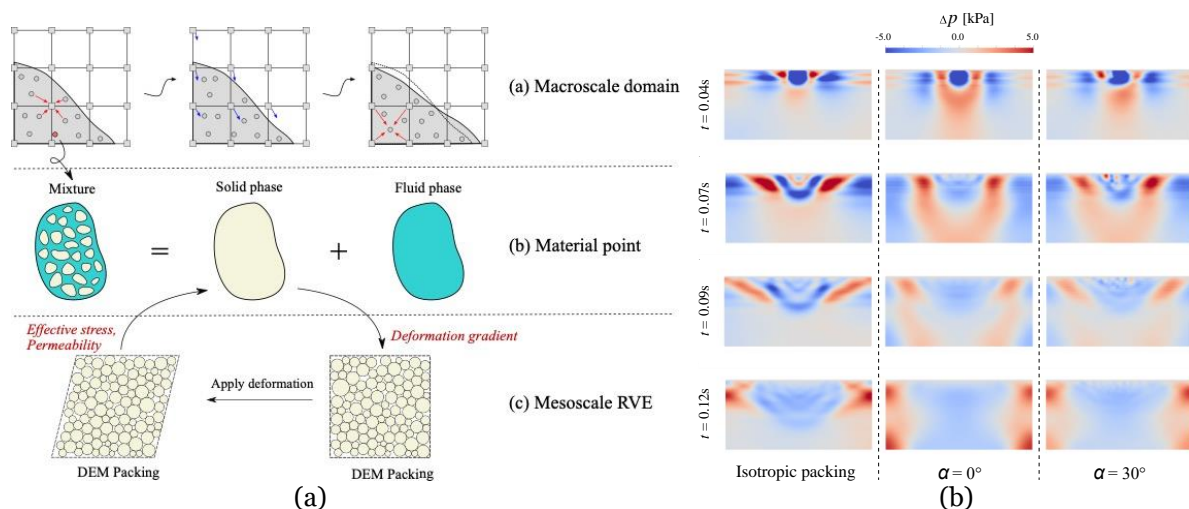 (a) Macroscale domain
Mixture
Solid phase
Fluid phase
=
+
(b) Material point
Effective stress,
Permeability
Deformation gradient
Apply deformation
(c) Mesoscale RVE
DEM Packing
DEM Packing
(a)
Δp [kPa]
-5.0
0.0
5.0
t = 0.04s
t = 0.07s
t = 0.09s
t = 0.12s
Isotropic packing
α = 0°
α = 30°
(b)